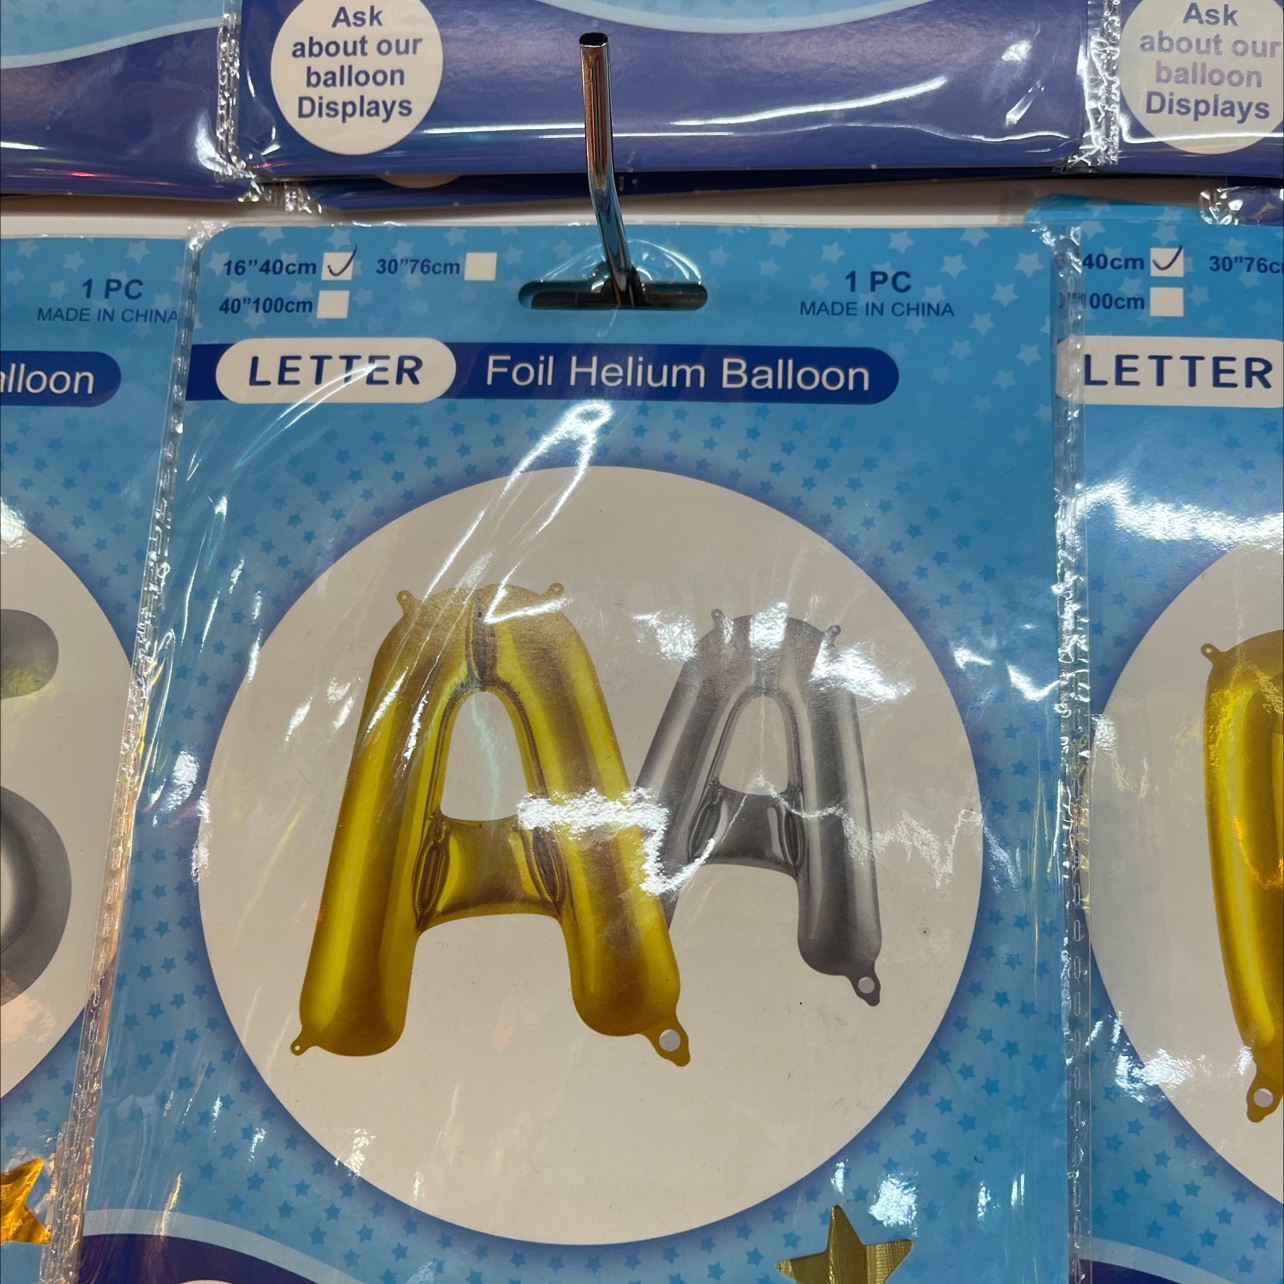 Ask
about our
balloon
Displays
Ask
about our
balloon
Displays
1 PC
MADE IN CHINA
16”40cm 30”76cm
40”100cm
1 PC
MADE IN CHINA
LETTER Foil Helium Balloon
40cm 30”76c
100cm
LETTER
alloon
A A